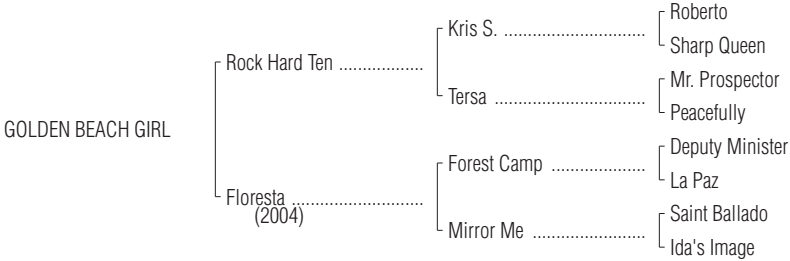 Roberto
Kris S. ..............................
Sharp Queen
Rock Hard Ten ..................
Mr. Prospector
Tersa ................................
Peacefully
GOLDEN BEACH GIRL
Deputy Minister
Forest Camp ....................
La Paz
Floresta ............................
(2004)
Saint Ballado
Mirror Me ........................
Ida's Image